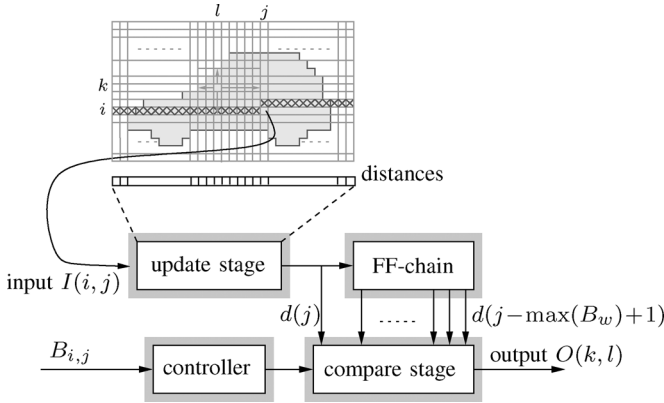 l j
k
i
distances
update stage
FF-chain
input I(i, j)
d(j)
.....
d(j−max(B_w)+1)
B_{i,j}
controller
compare stage
output O(k, l)